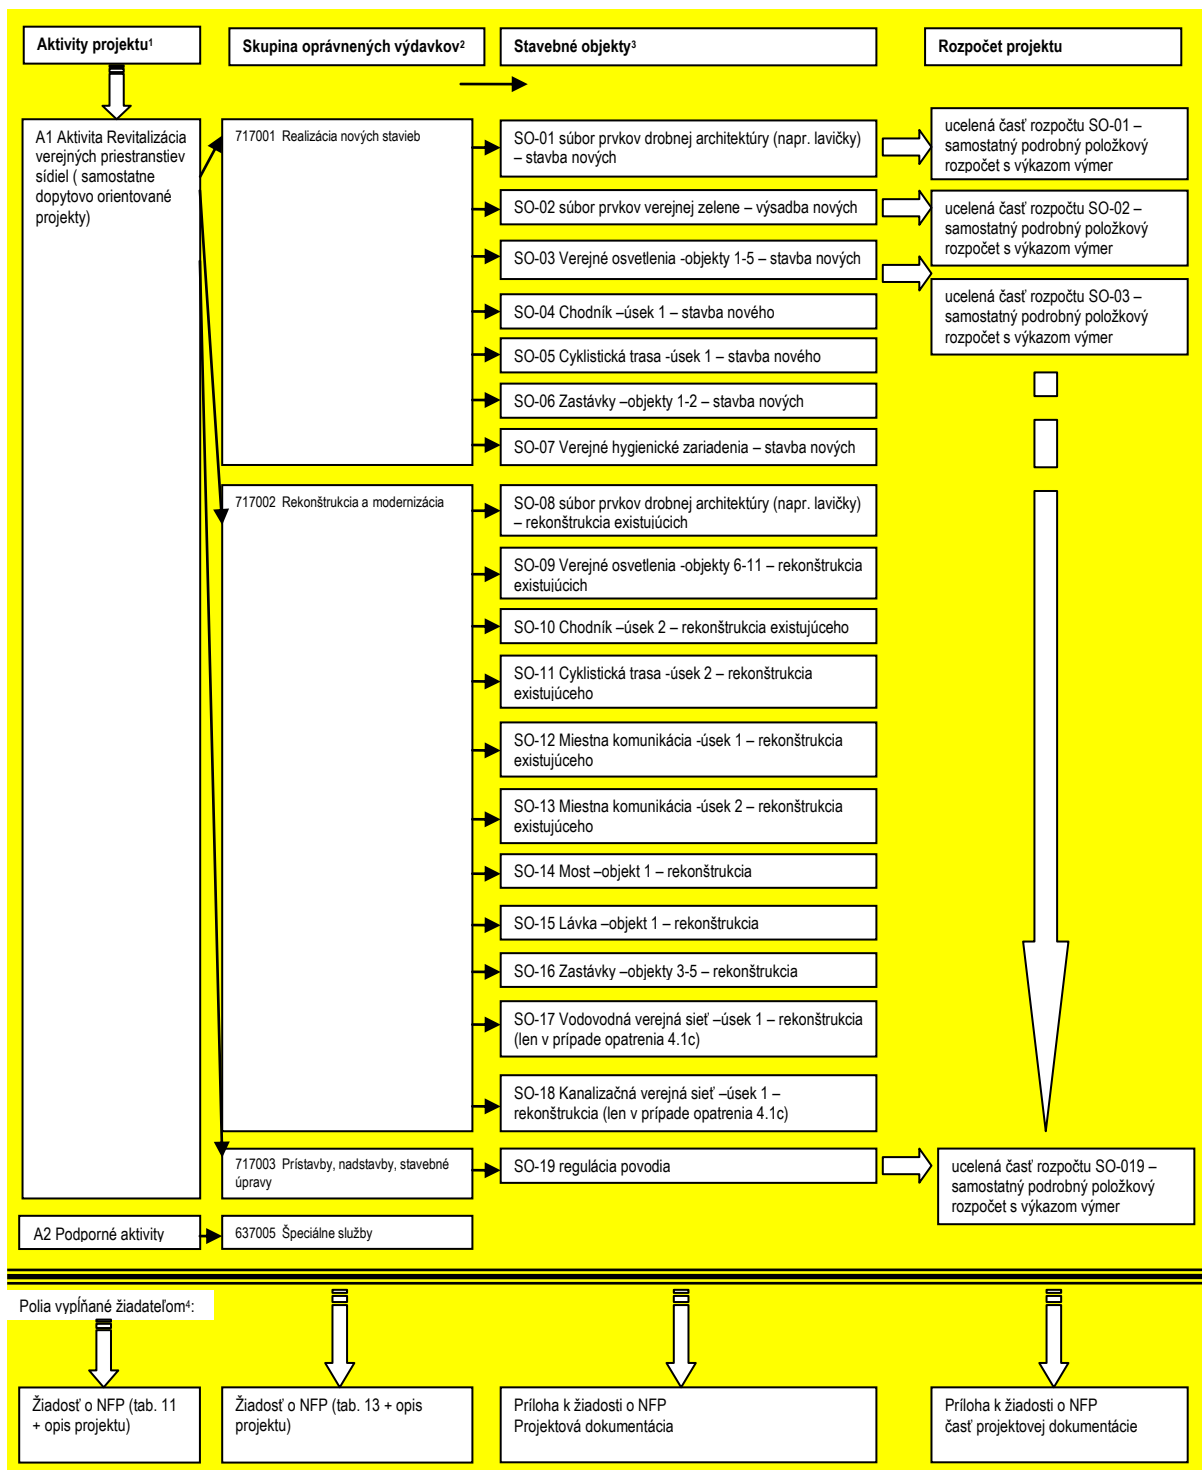 Aktivity projektu¹
Skupina oprávnených výdavkov²
Stavebné objekty³
Rozpočet projektu
A1 Aktivita Revitalizácia
verejných priestranstiev
sídiel ( samostatne
dopytovo orientované
projekty)
717001  Realizácia nových stavieb
SO-01 súbor prvkov drobnej architektúry (napr. lavičky)
– stavba nových
SO-02 súbor prvkov verejnej zelene – výsadba nových
SO-03 Verejné osvetlenia -objekty 1-5 – stavba nových
SO-04 Chodník –úsek 1 – stavba nového
SO-05 Cyklistická trasa -úsek 1 – stavba nového
SO-06 Zastávky –objekty 1-2 – stavba nových
SO-07 Verejné hygienické zariadenia – stavba nových
ucelená časť rozpočtu SO-01 –
samostatný podrobný položkový
rozpočet s výkazom výmer
ucelená časť rozpočtu SO-02 –
samostatný podrobný položkový
rozpočet s výkazom výmer
ucelená časť rozpočtu SO-03 –
samostatný podrobný položkový
rozpočet s výkazom výmer
717002  Rekonštrukcia a modernizácia
SO-08 súbor prvkov drobnej architektúry (napr. lavičky)
– rekonštrukcia existujúcich
SO-09 Verejné osvetlenia -objekty 6-11 – rekonštrukcia
existujúcich
SO-10 Chodník –úsek 2 – rekonštrukcia existujúceho
SO-11 Cyklistická trasa -úsek 2 – rekonštrukcia
existujúceho
SO-12 Miestna komunikácia -úsek 1 – rekonštrukcia
existujúceho
SO-13 Miestna komunikácia -úsek 2 – rekonštrukcia
existujúceho
SO-14 Most –objekt 1 – rekonštrukcia
SO-15 Lávka –objekt 1 – rekonštrukcia
SO-16 Zastávky –objekty 3-5 – rekonštrukcia
SO-17 Vodovodná verejná sieť –úsek 1 – rekonštrukcia
(len v prípade opatrenia 4.1c)
SO-18 Kanalizačná verejná sieť –úsek 1 –
rekonštrukcia (len v prípade opatrenia 4.1c)
717003  Prístavby, nadstavby, stavebné
úpravy
SO-19 regulácia povodia
ucelená časť rozpočtu SO-019 –
samostatný podrobný položkový
rozpočet s výkazom výmer
A2 Podporné aktivity
637005  Špeciálne služby
Polia vypĺňané žiadateľom⁴:
Žiadosť o NFP (tab. 11
+ opis projektu)
Žiadosť o NFP (tab. 13 + opis
projektu)
Príloha k žiadosti o NFP
Projektová dokumentácia
Príloha k žiadosti o NFP
časť projektovej dokumentácie